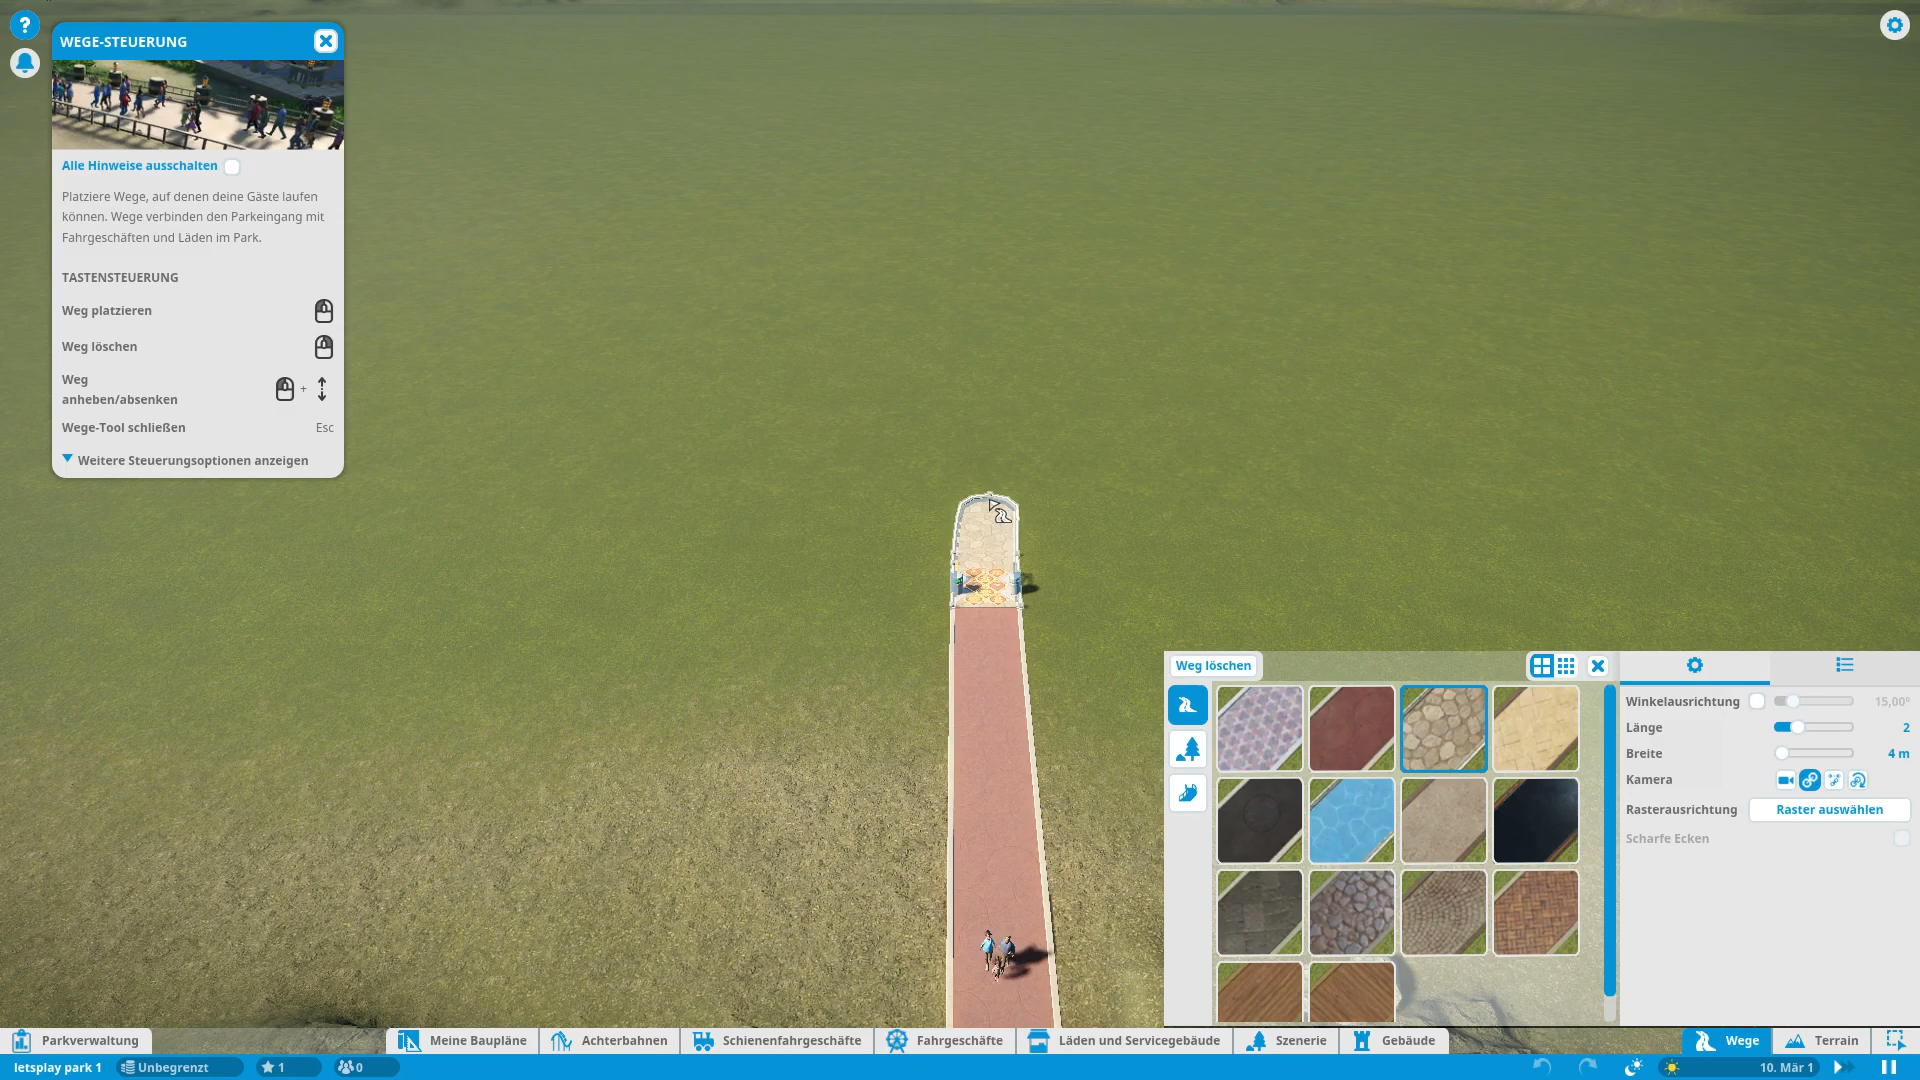 ?
WEGE-STEUERUNG
Alle Hinweise ausschalten
Platziere Wege, auf denen deine Gäste laufen
können. Wege verbinden den Parkeingang mit
Fahrgeschäften und Läden im Park.
TASTENSTEUERUNG
Weg platzieren
Weg löschen
Weg
anheben/absenken
+
Wege-Tool schließen
Esc
Weitere Steuerungsoptionen anzeigen
Weg löschen
Winkelausrichtung
15,00°
Länge
2
Breite
4 m
Kamera
Rasterausrichtung
Raster auswählen
Scharfe Ecken
Parkverwaltung
Meine Baupläne
Achterbahnen
Schienenfahrgeschäfte
Fahrgeschäfte
Läden und Servicegebäude
Szenerie
Gebäude
Wege
Terrain
letsplay park 1
Unbegrenzt
1
0
10. Mär 1